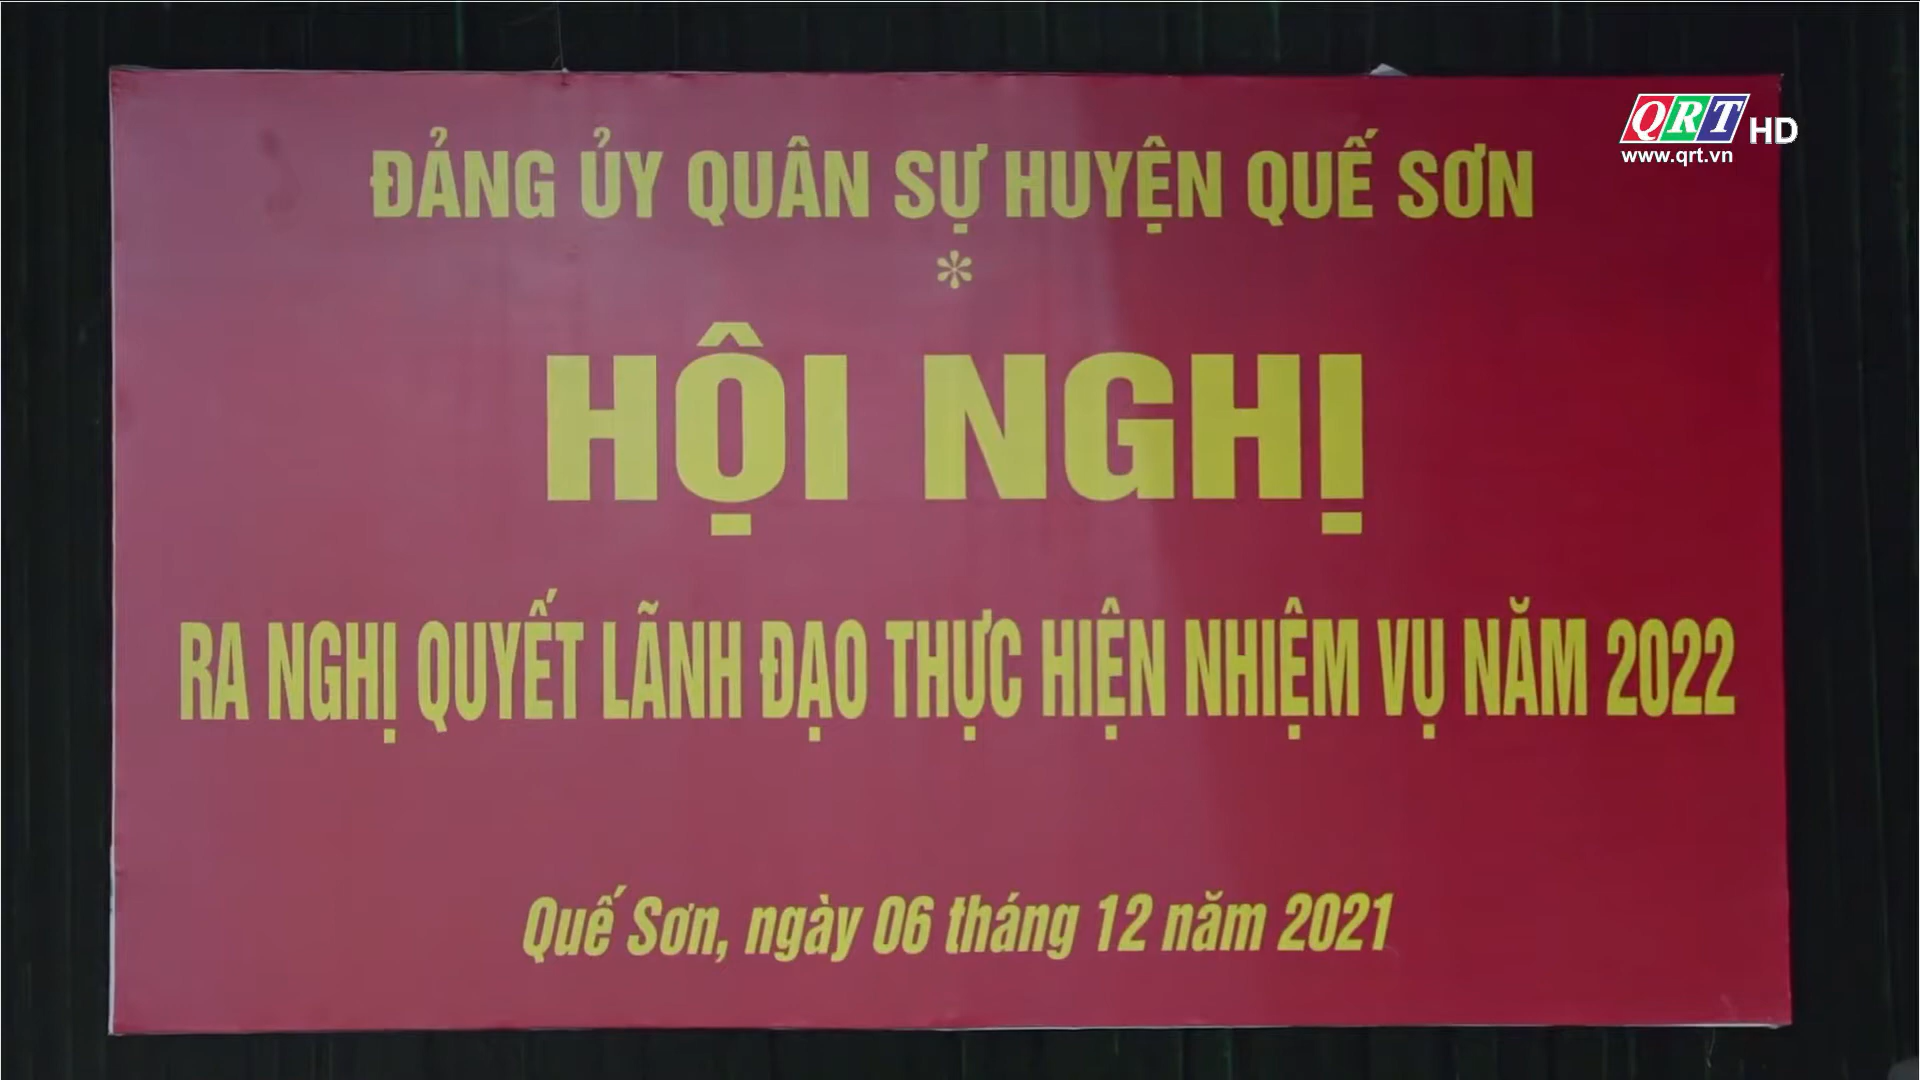 QRT HD
www.qrt.vn
ĐẢNG ỦY QUÂN SỰ HUYỆN QUẾ SƠN
*
HỘI NGHỊ
RA NGHỊ QUYẾT LÃNH ĐẠO THỰC HIỆN NHIỆM VỤ NĂM 2022
Quế Sơn, ngày 06 tháng 12 năm 2021